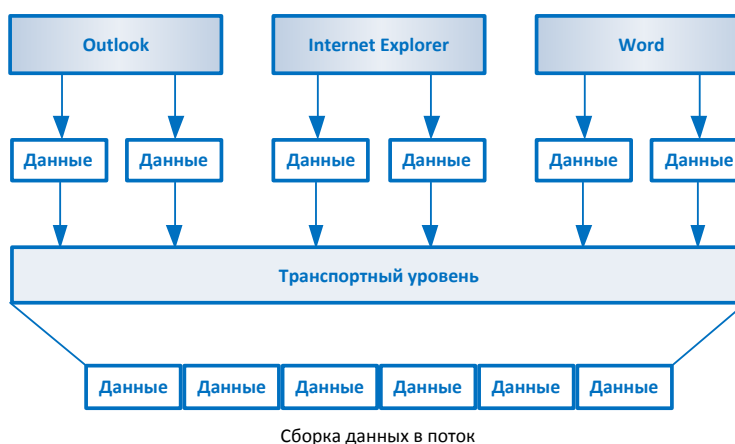 Outlook Internet Explorer Word
Данные Данные Данные Данные Данные Данные
Транспортный уровень
Данные Данные Данные Данные Данные Данные
Сборка данных в поток